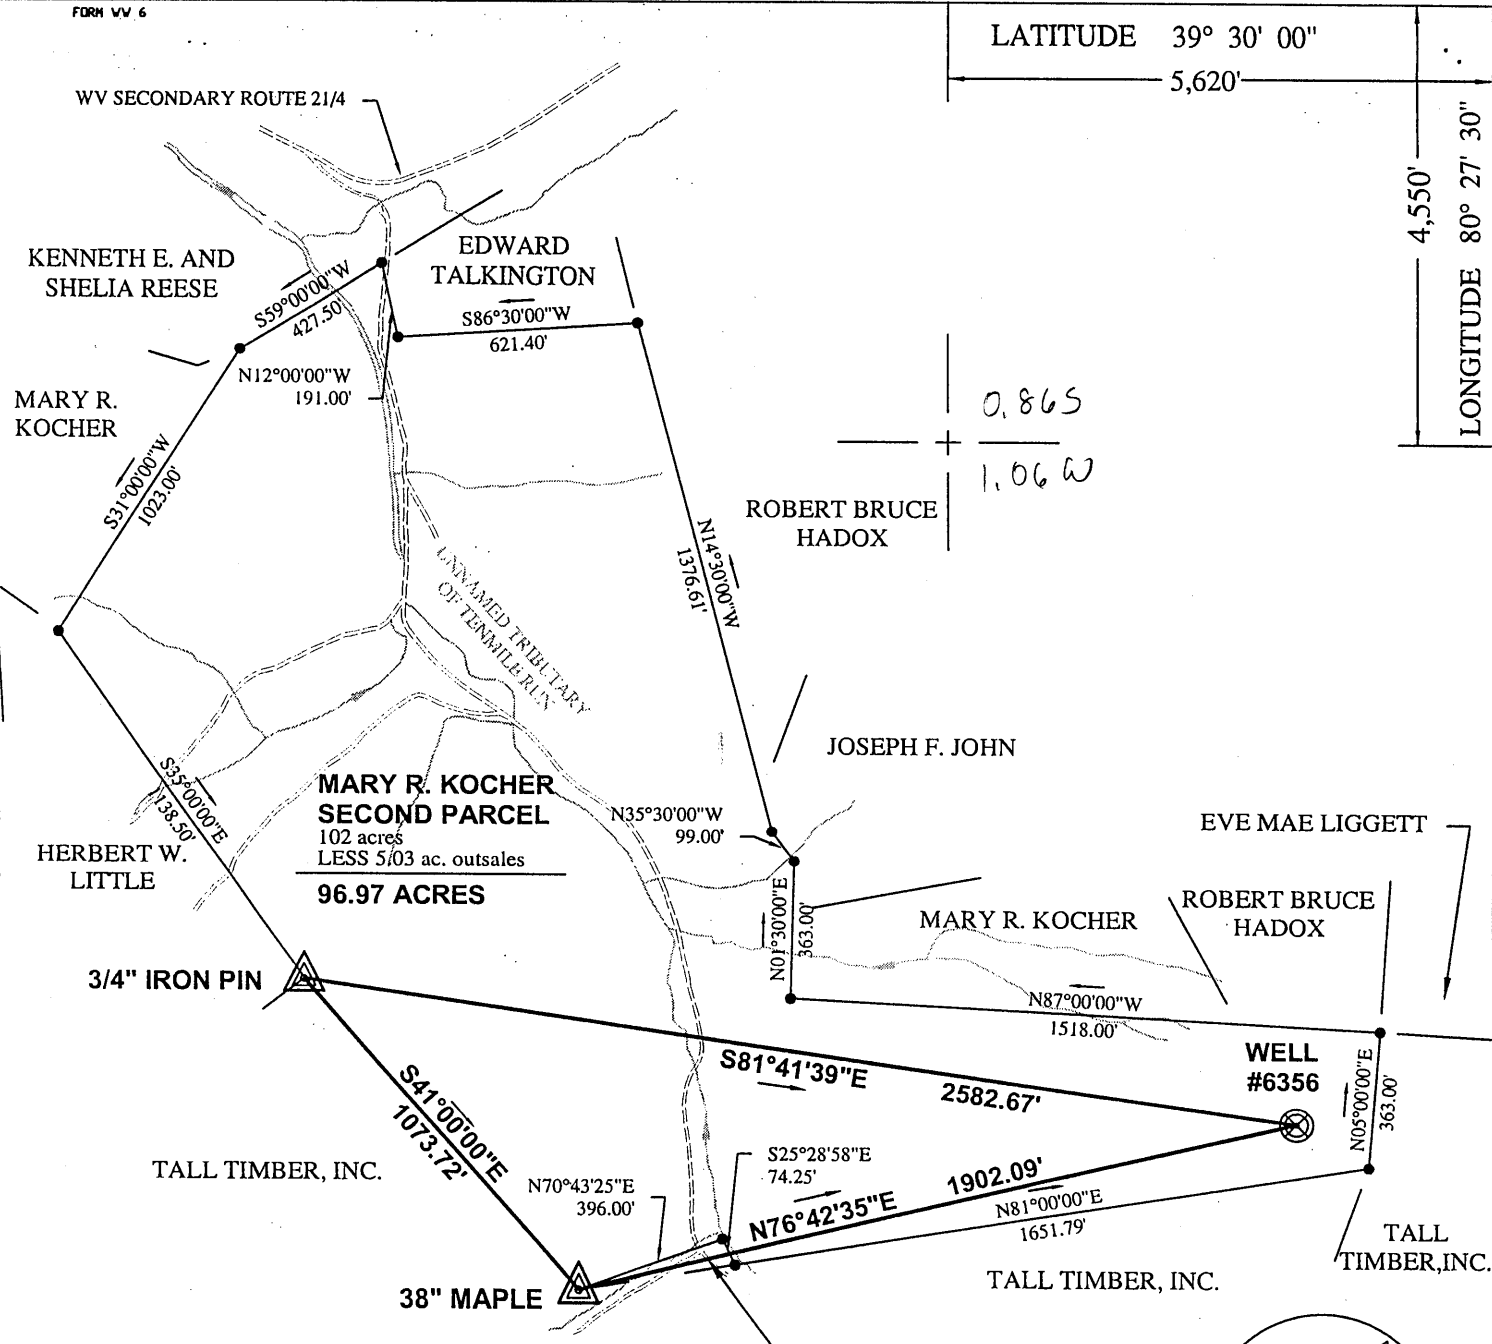 FORM WW 6
LATITUDE 39° 30' 00"
5,620'
LONGITUDE 80° 27' 30"
4,550'
WV SECONDARY ROUTE 21/4
KENNETH E. AND
SHELIA REESE
EDWARD
TALKINGTON
S59°00'00"W
427.50'
S86°30'00"W
621.40'
N12°00'00"W
191.00'
MARY R.
KOCHER
0.86S
1.06 W
S31°00'00"W
1023.00'
ROBERT BRUCE
HADOX
N14°30'00"W
1376.61'
UNNAMED TRIBUTARY
OF TENMILE RUN
JOSEPH F. JOHN
S35°00'00"E
138.50'
MARY R. KOCHER
SECOND PARCEL
102 acres
LESS 5.03 ac. outsales
96.97 ACRES
N35°30'00"W
99.00'
EVE MAE LIGGETT
HERBERT W.
LITTLE
N01°30'00"E
363.00'
MARY R. KOCHER
ROBERT BRUCE
HADOX
3/4" IRON PIN
N87°00'00"W
1518.00'
WELL
#6356
S81°41'39"E
2582.67'
N05°00'00"E
363.00'
S41°00'00"E
1073.72'
TALL TIMBER, INC.
S25°28'58"E
74.25'
N70°43'25"E
396.00'
N76°42'35"E
1902.09'
N81°00'00"E
1651.79'
TALL
TIMBER,INC.
TALL TIMBER, INC.
38" MAPLE